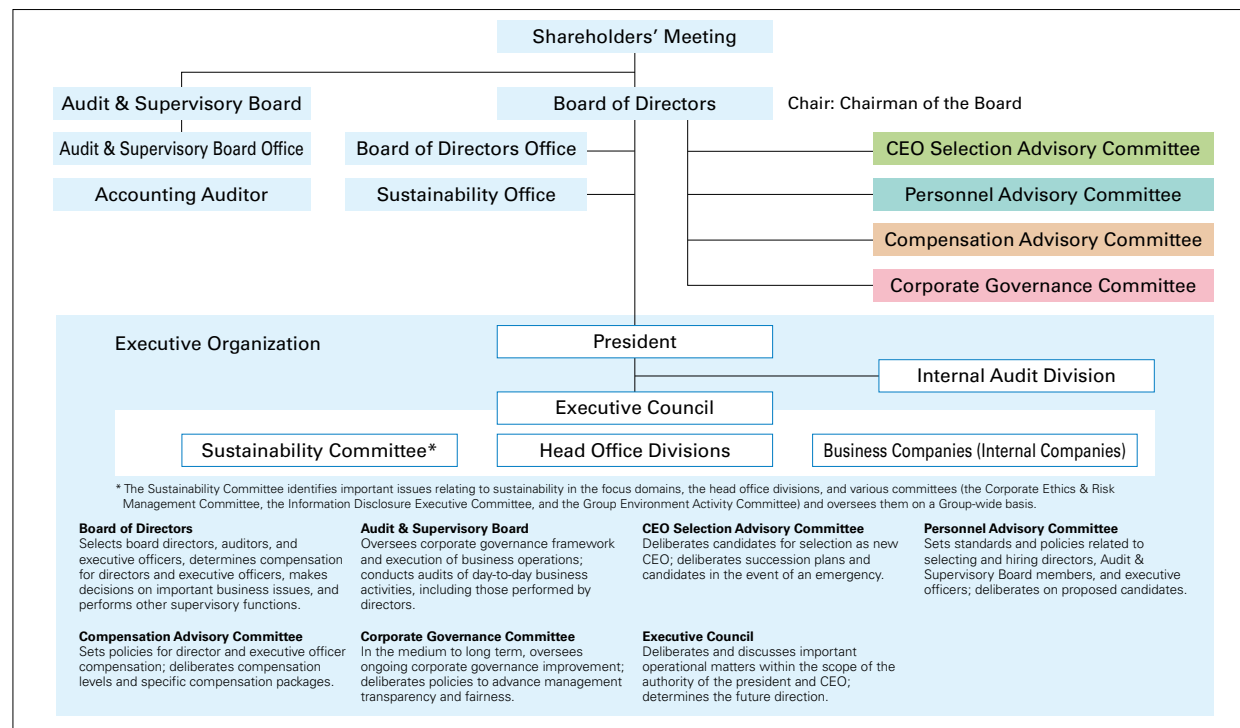 Shareholders' Meeting
Audit & Supervisory Board
Board of Directors
Chair: Chairman of the Board
Audit & Supervisory Board Office
Board of Directors Office
CEO Selection Advisory Committee
Accounting Auditor
Sustainability Office
Personnel Advisory Committee
Compensation Advisory Committee
Corporate Governance Committee
Executive Organization
President
Internal Audit Division
Executive Council
Sustainability Committee*
Head Office Divisions
Business Companies (Internal Companies)
* The Sustainability Committee identifies important issues relating to sustainability in the focus domains, the head office divisions, and various committees (the Corporate Ethics & Risk
Management Committee, the Information Disclosure Executive Committee, and the Group Environment Activity Committee) and oversees them on a Group-wide basis.
Board of Directors
Selects board directors, auditors, and
executive officers, determines compensation
for directors and executive officers, makes
decisions on important business issues, and
performs other supervisory functions.
Audit & Supervisory Board
Oversees corporate governance framework
and execution of business operations;
conducts audits of day-to-day business
activities, including those performed by
directors.
CEO Selection Advisory Committee
Deliberates candidates for selection as new
CEO; deliberates succession plans and
candidates in the event of an emergency.
Personnel Advisory Committee
Sets standards and policies related to
selecting and hiring directors, Audit &
Supervisory Board members, and executive
officers; deliberates on proposed candidates.
Compensation Advisory Committee
Sets policies for director and executive officer
compensation; deliberates compensation
levels and specific compensation packages.
Corporate Governance Committee
In the medium to long term, oversees
ongoing corporate governance improvement;
deliberates policies to advance management
transparency and fairness.
Executive Council
Deliberates and discusses important
operational matters within the scope of the
authority of the president and CEO;
determines the future direction.